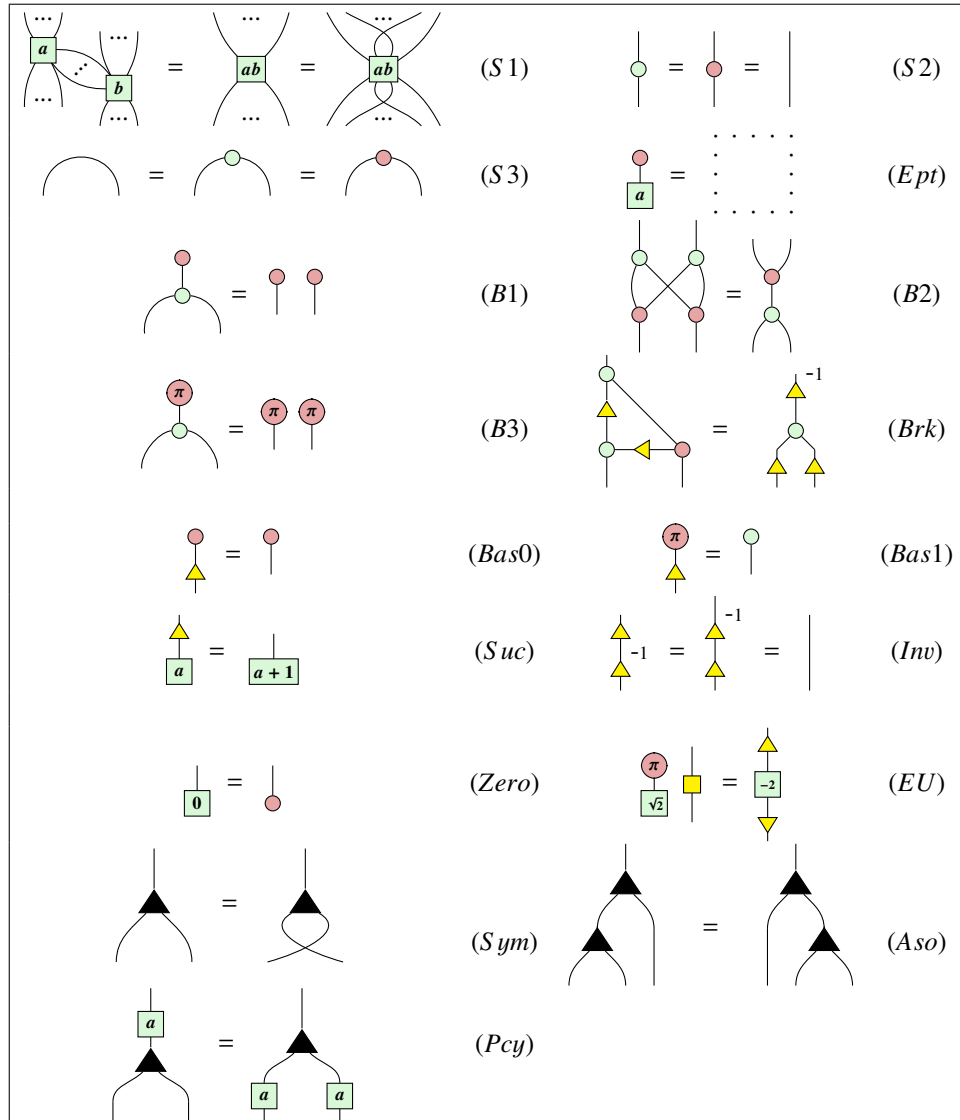 ... ... ... ...
a ... = ab = ab (S1) = = (S2)
b
... ... ... ...
= = (S3) a = (Ept)
= (B1) = (B2)
π = π π (B3) = -1 (Brk)
= (Bas0) π = (Bas1)
a = a + 1 (Suc) -1 = -1 = (Inv)
0 = (Zero) π √2 = -2 (EU)
= (Sym) = (Aso)
a = a a (Pcy)